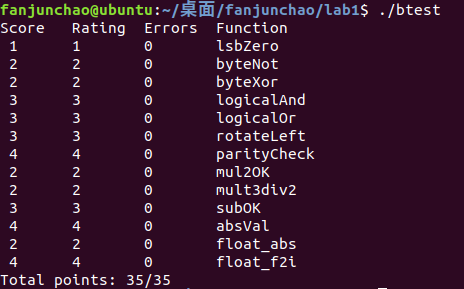 fanjunchao@ubuntu:~/桌面/fanjunchao/lab1$ ./btest
Score Rating Errors Function
1 1 0 lsbZero
2 2 0 byteNot
2 2 0 byteXor
3 3 0 logicalAnd
3 3 0 logicalOr
3 3 0 rotateLeft
4 4 0 parityCheck
2 2 0 mul2OK
2 2 0 mult3div2
3 3 0 subOK
4 4 0 absVal
2 2 0 float_abs
4 4 0 float_f2i
Total points: 35/35